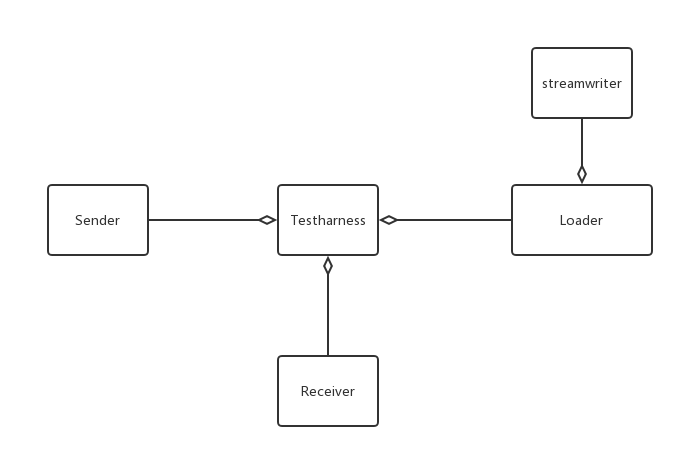 streamwriter
Sender
Testharness
Loader
Receiver